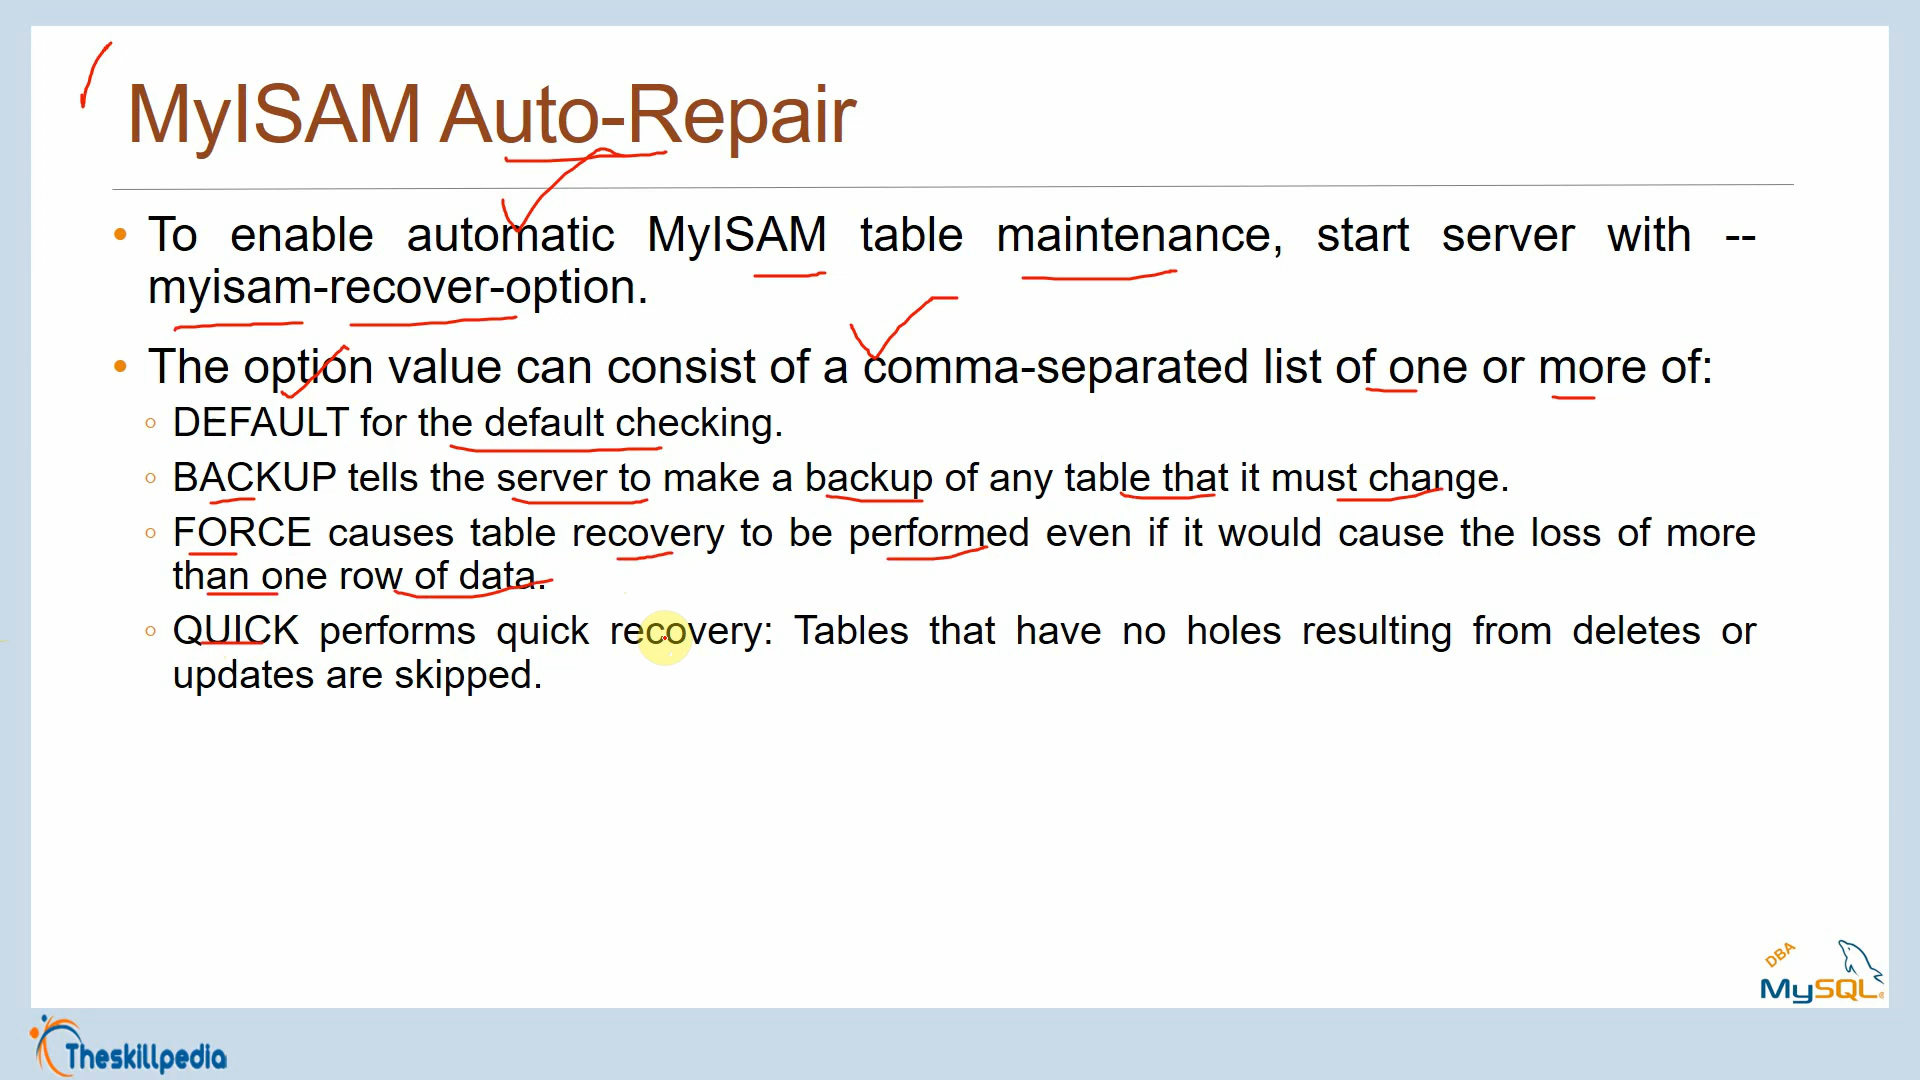 MyISAM Auto-Repair
• To enable automatic MyISAM table maintenance, start server with --
myisam-recover-option.
• The option value can consist of a comma-separated list of one or more of:
◦ DEFAULT for the default checking.
◦ BACKUP tells the server to make a backup of any table that it must change.
◦ FORCE causes table recovery to be performed even if it would cause the loss of more
than one row of data.
◦ QUICK performs quick recovery: Tables that have no holes resulting from deletes or
updates are skipped.
DBA
MySQL®
Theskillpedia